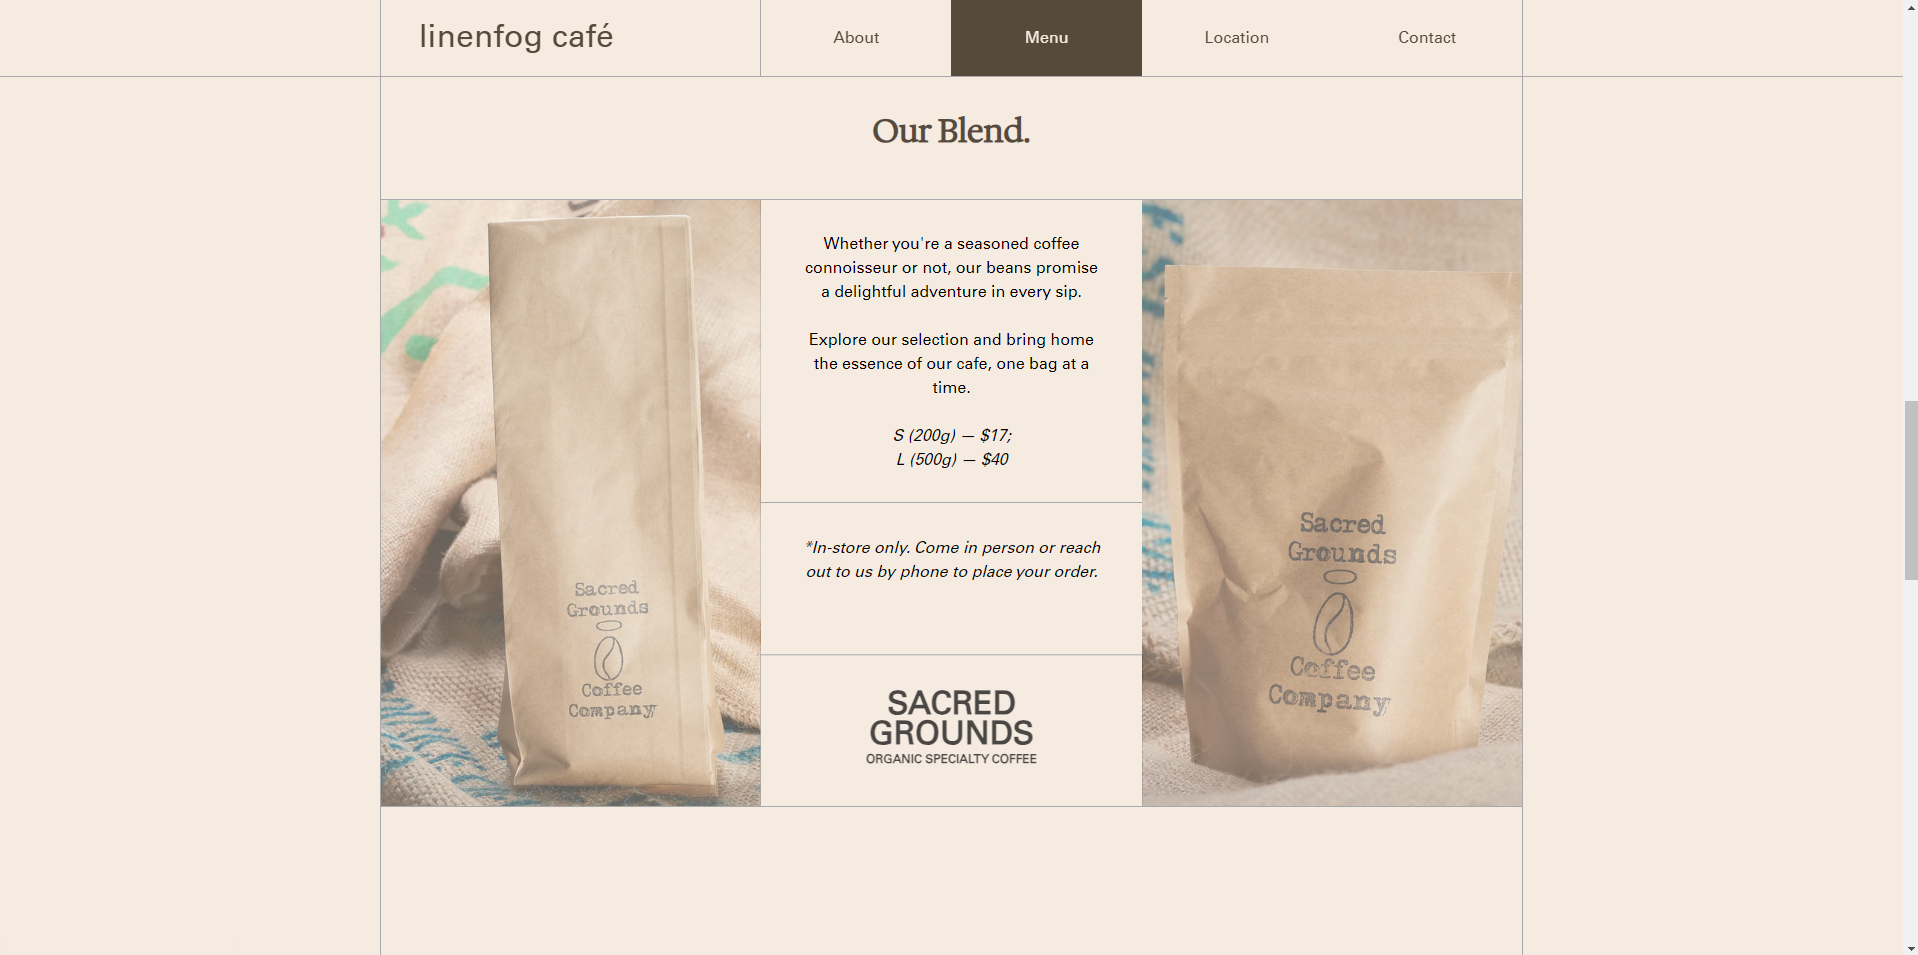 linenfog café
About
Menu
Location
Contact
Our Blend.
Whether you're a seasoned coffee
connoisseur or not, our beans promise
a delightful adventure in every sip.
Explore our selection and bring home
the essence of our cafe, one bag at a
time.
S (200g) — $17;
L (500g) — $40
*In-store only. Come in person or reach
out to us by phone to place your order.
SACRED
GROUNDS
ORGANIC SPECIALTY COFFEE
Sacred
Grounds
Coffee
Company
Sacred
Grounds
Coffee
Company